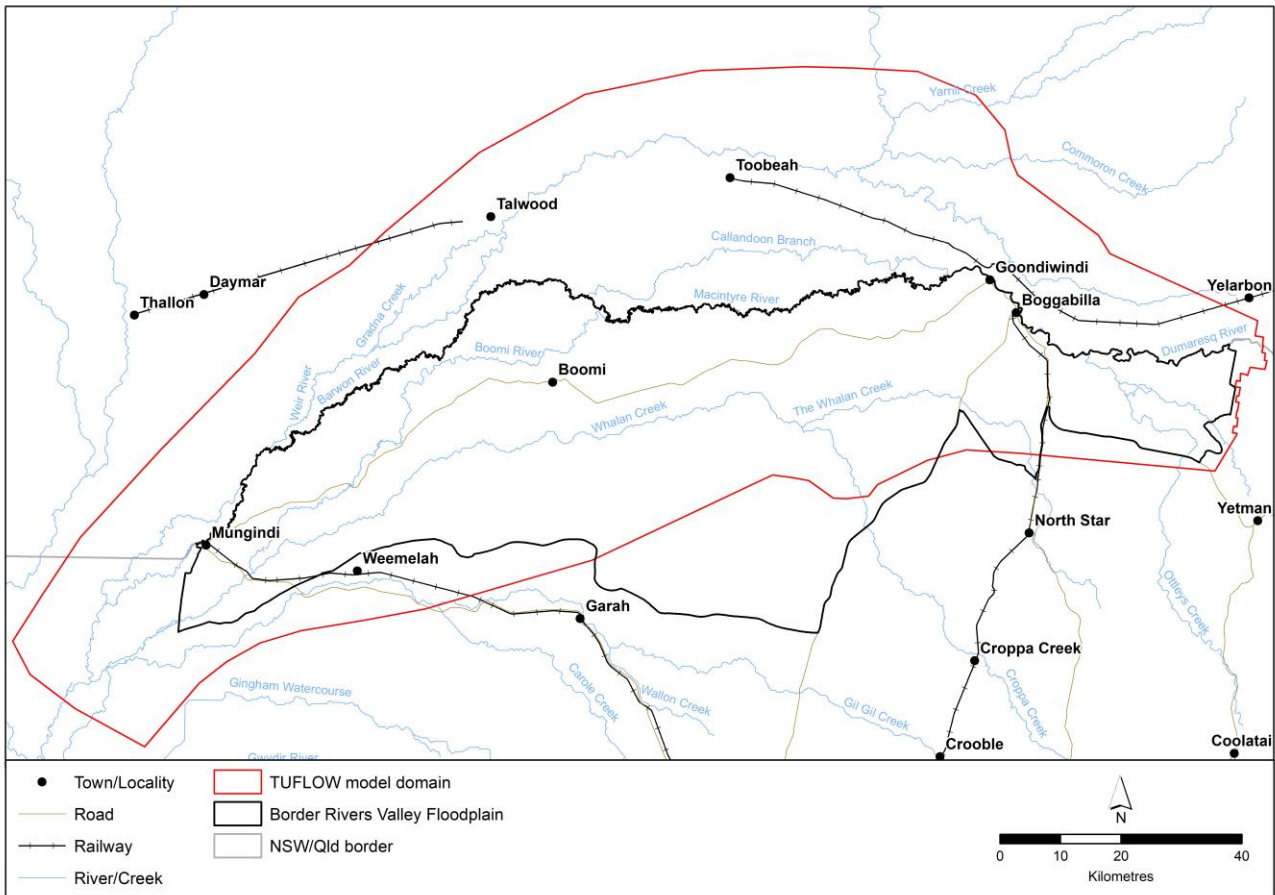 Yarrill Creek
Commoron Creek
Toobeah
Talwood
Callandoon Branch
Goondiwindi
Daymar
Thallon
Macintyre River
Boggabilla
Yelarbon
Gradna Creek
Dumaresq River
Boomi River
Weir River
Barwon River
Boomi
The Whalan Creek
Whalan Creek
Yetman
North Star
Mungindi
Weemelah
Garah
Ottleys Creek
Croppa Creek
Carole Creek
Wallon Creek
Gingham Watercourse
Croppa Creek
Gil Gil Creek
Crooble
Coolatai
Gwydir River
Town/Locality
Road
Railway
River/Creek
TUFLOW model domain
Border Rivers Valley Floodplain
NSW/Qld border
N
0 10 20 40
Kilometres